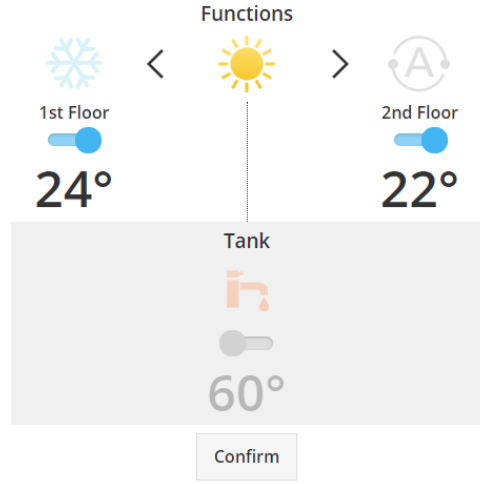 Functions
A
1st Floor 2nd Floor
24° 22°
Tank
60°
Confirm